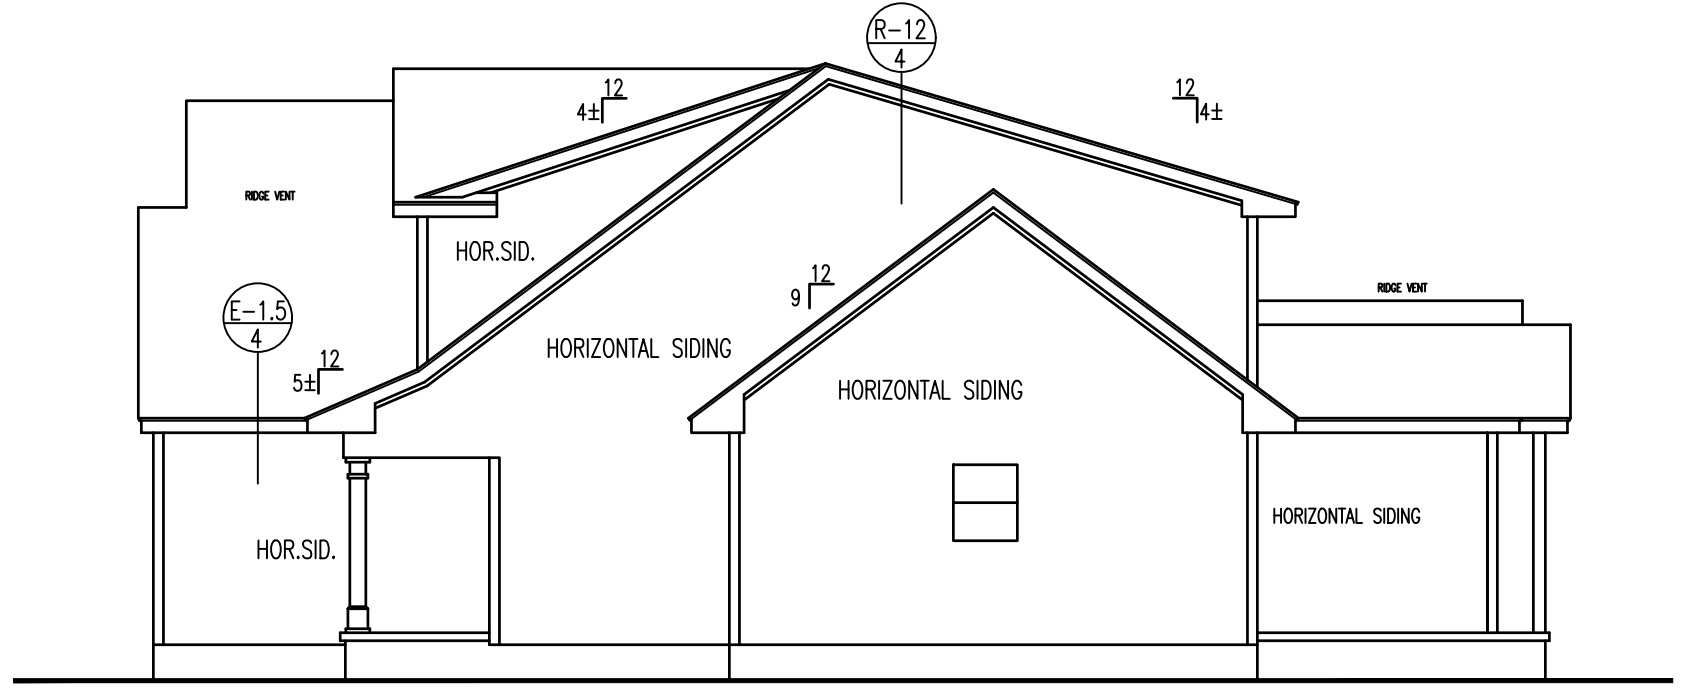 R-12
4
12
4±
12
4±
RIDGE VENT
HOR.SID.
12
9
RIDGE VENT
E-1.5
4
12
5±
HORIZONTAL SIDING
HORIZONTAL SIDING
HORIZONTAL SIDING
HOR.SID.